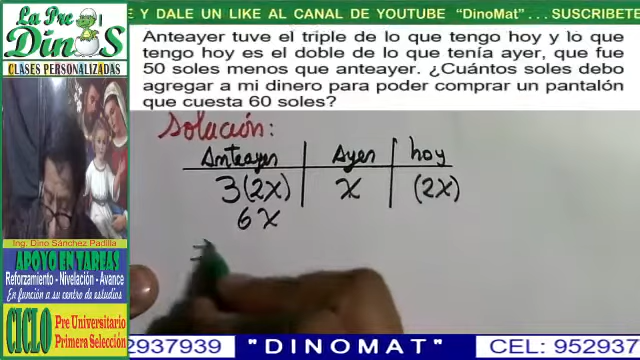 La Pre
DinoS
CLASES PERSONALIZADAS
E Y DALE UN LIKE AL CANAL DE YOUTUBE "DinoMat"... SUSCRIBETE
Anteayer tuve el triple de lo que tengo hoy y lo que
tengo hoy es el doble de lo que tenía ayer, que fue
50 soles menos que anteayer. ¿Cuántos soles debo
agregar a mi dinero para poder comprar un pantalón
que cuesta 60 soles?
Solución:
Anteayer Ayer hoy
3(2x) x (2x)
6x
Ing. Dino Sánchez Padilla
APOYO EN TAREAS
Reforzamiento - Nivelación - Avance
En función a su centro de estudios
CICLO Pre Universitario
Primera Selección
2937939 "DINOMAT" CEL: 952937